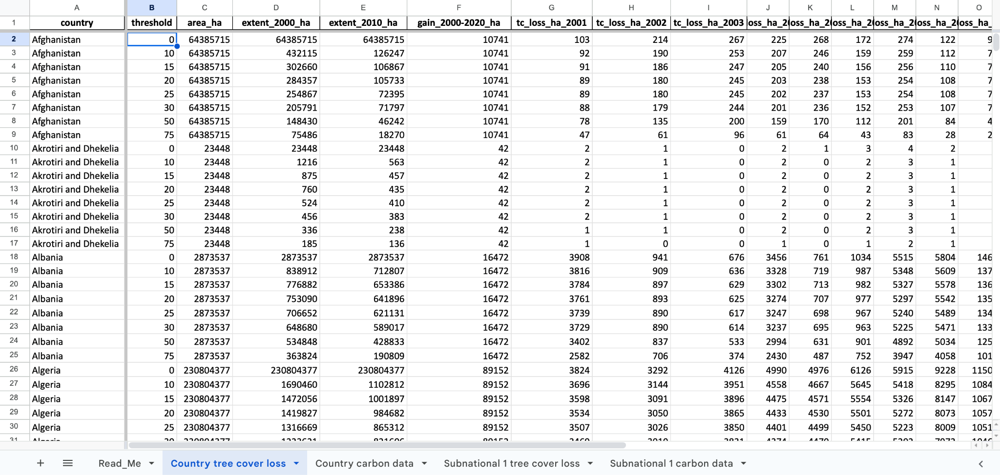 A B C D E F G H I J K L M N O
1 country threshold area_ha extent_2000_ha extent_2010_ha gain_2000-2020_ha tc_loss_ha_2001 tc_loss_ha_2002 tc_loss_ha_2003 oss_ha_2 oss_ha_2 oss_ha_2 oss_ha_2 oss_ha_2 oss_ha_
2 Afghanistan 0 64385715 64385715 64385715 10741 103 214 267 225 268 172 274 122 9
3 Afghanistan 10 64385715 432115 126247 10741 92 190 253 207 246 159 259 112 7
4 Afghanistan 15 64385715 302660 106867 10741 91 186 247 205 240 156 256 110 7
5 Afghanistan 20 64385715 284357 105733 10741 89 180 245 203 238 153 254 108 7
6 Afghanistan 25 64385715 254867 72395 10741 89 180 245 202 237 153 254 108 7
7 Afghanistan 30 64385715 205791 71797 10741 88 179 244 201 236 152 253 107 7
8 Afghanistan 50 64385715 148430 46242 10741 78 135 200 159 170 112 201 84 4
9 Afghanistan 75 64385715 75486 18270 10741 47 61 96 61 64 43 83 28 2
10 Akrotiri and Dhekelia 0 23448 23448 23448 42 2 1 0 2 1 3 4 2
11 Akrotiri and Dhekelia 10 23448 1216 563 42 2 1 0 2 0 2 3 1
12 Akrotiri and Dhekelia 15 23448 875 457 42 2 1 0 2 0 2 3 1
13 Akrotiri and Dhekelia 20 23448 760 435 42 2 1 0 2 0 2 3 1
14 Akrotiri and Dhekelia 25 23448 524 410 42 2 1 0 2 0 2 3 1
15 Akrotiri and Dhekelia 30 23448 456 383 42 2 1 0 2 0 2 3 1
16 Akrotiri and Dhekelia 50 23448 336 238 42 1 1 0 2 0 2 3 1
17 Akrotiri and Dhekelia 75 23448 185 136 42 1 0 0 1 0 1 2 1
18 Albania 0 2873537 2873537 2873537 16472 3908 941 676 3456 761 1034 5515 5804 146
19 Albania 10 2873537 838912 712807 16472 3816 909 636 3328 719 987 5348 5609 137
20 Albania 15 2873537 776882 653386 16472 3784 897 629 3302 713 982 5327 5578 136
21 Albania 20 2873537 753090 641896 16472 3761 893 625 3274 707 977 5297 5542 135
22 Albania 25 2873537 706652 621131 16472 3739 890 617 3247 698 967 5240 5489 134
23 Albania 30 2873537 648680 589017 16472 3729 890 614 3237 695 963 5225 5471 133
24 Albania 50 2873537 534848 428833 16472 3402 837 533 2994 631 901 4892 5034 125
25 Albania 75 2873537 363824 190809 16472 2582 706 374 2430 487 752 3947 4058 101
26 Algeria 0 230804377 230804377 230804377 89152 3824 3292 4126 4990 4976 6126 5915 9228 1150
27 Algeria 10 230804377 1690460 1102812 89152 3696 3144 3951 4558 4667 5645 5418 8295 1084
28 Algeria 15 230804377 1472056 1001897 89152 3598 3091 3896 4475 4571 5554 5326 8147 1067
29 Algeria 20 230804377 1419827 984682 89152 3534 3050 3865 4433 4530 5501 5272 8073 1057
30 Algeria 25 230804377 1316669 865312 89152 3507 3026 3850 4401 4499 5450 5223 8009 1051
31 Algeria 30 230804377 89152
Read_Me Country tree cover loss Country carbon data Subnational 1 tree cover loss Subnational 1 carbon data